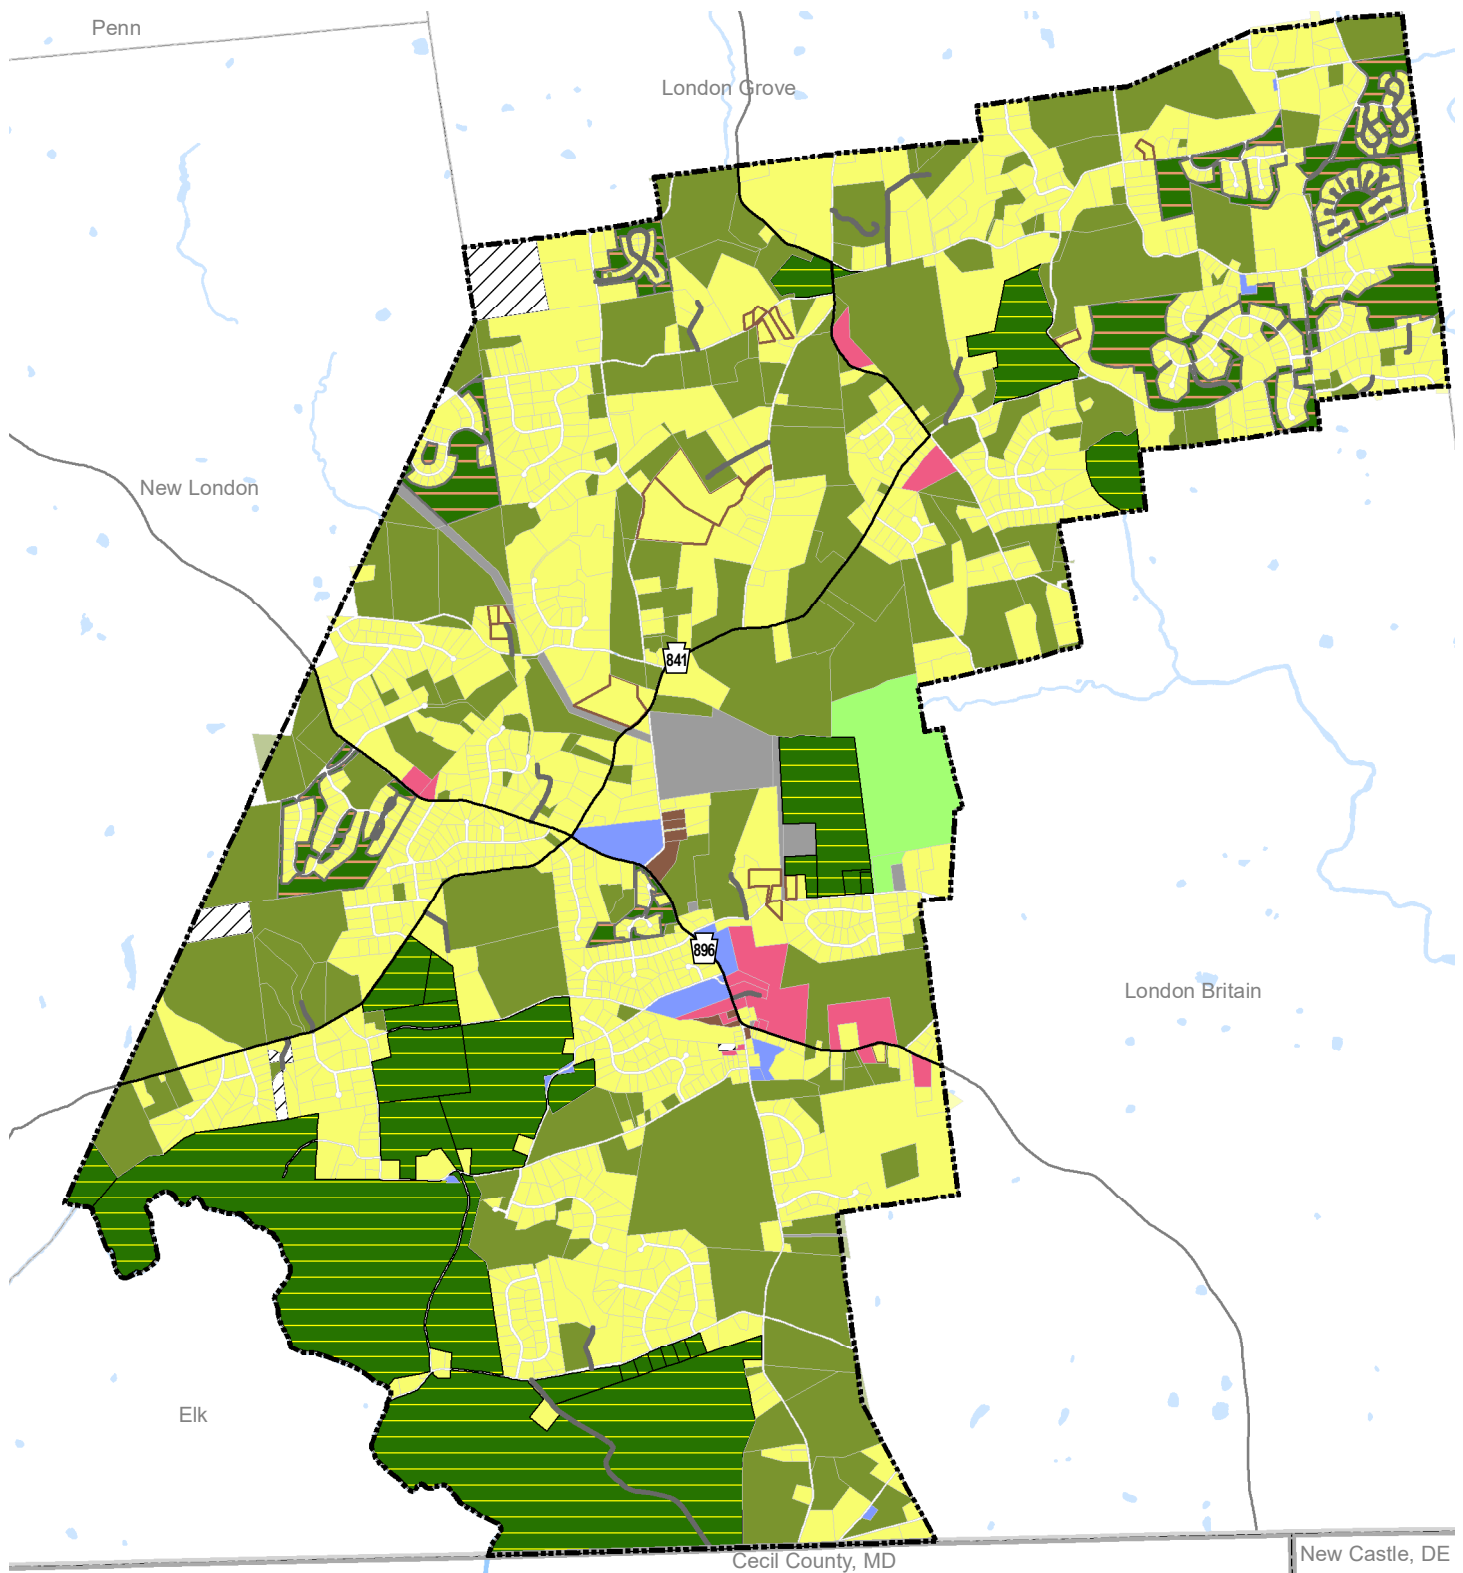 Penn
London Grove
New London
841
896
London Britain
Elk
Cecil County, MD
New Castle, DE